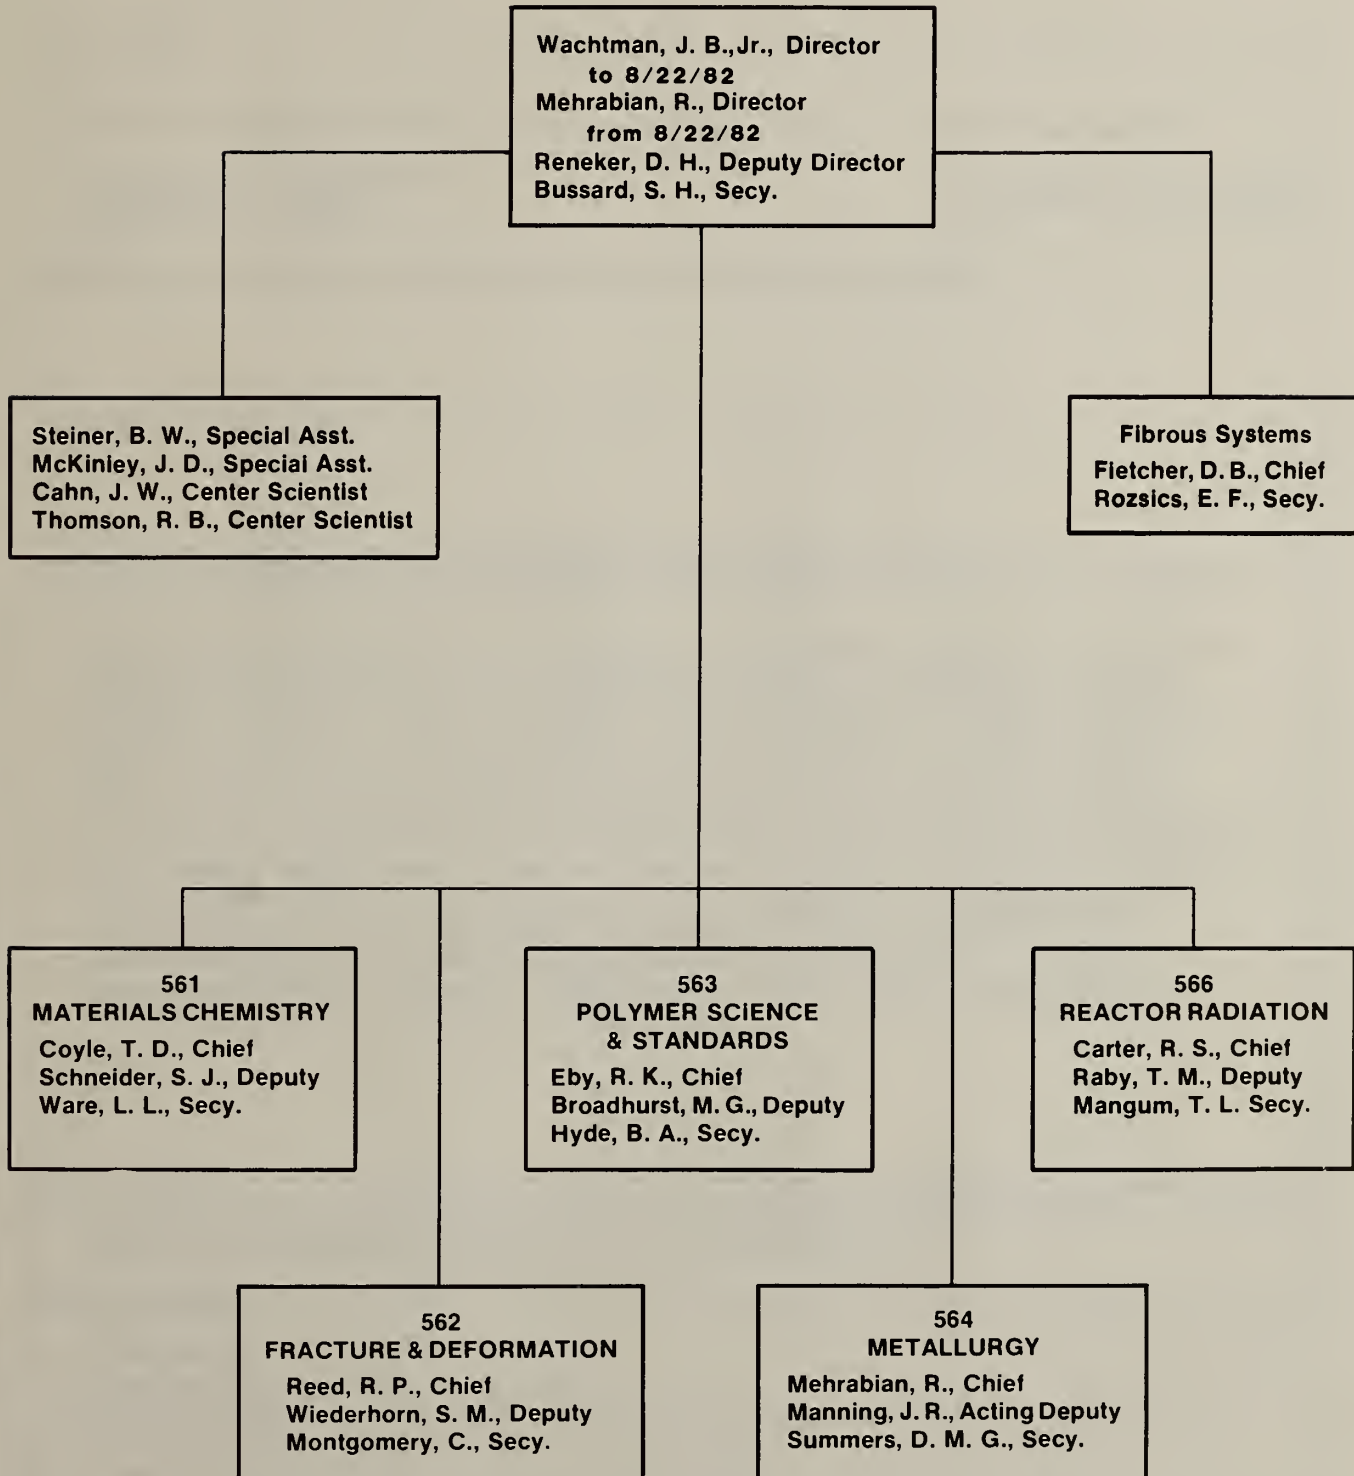 Wachtman, J. B.,Jr., Director
to 8/22/82
Mehrabian, R., Director
from 8/22/82
Reneker, D. H., Deputy Director
Bussard, S. H., Secy.
Steiner, B. W., Special Asst.
McKinley, J. D., Special Asst.
Cahn, J. W., Center Scientist
Thomson, R. B., Center Scientist
Fibrous Systems
Fletcher, D. B., Chief
Rozsics, E. F., Secy.
561
MATERIALS CHEMISTRY
Coyle, T. D., Chief
Schneider, S. J., Deputy
Ware, L. L., Secy.
563
POLYMER SCIENCE
& STANDARDS
Eby, R. K., Chief
Broadhurst, M. G., Deputy
Hyde, B. A., Secy.
566
REACTOR RADIATION
Carter, R. S., Chief
Raby, T. M., Deputy
Mangum, T. L. Secy.
562
FRACTURE & DEFORMATION
Reed, R. P., Chief
Wiederhorn, S. M., Deputy
Montgomery, C., Secy.
564
METALLURGY
Mehrabian, R., Chief
Manning, J. R., Acting Deputy
Summers, D. M. G., Secy.